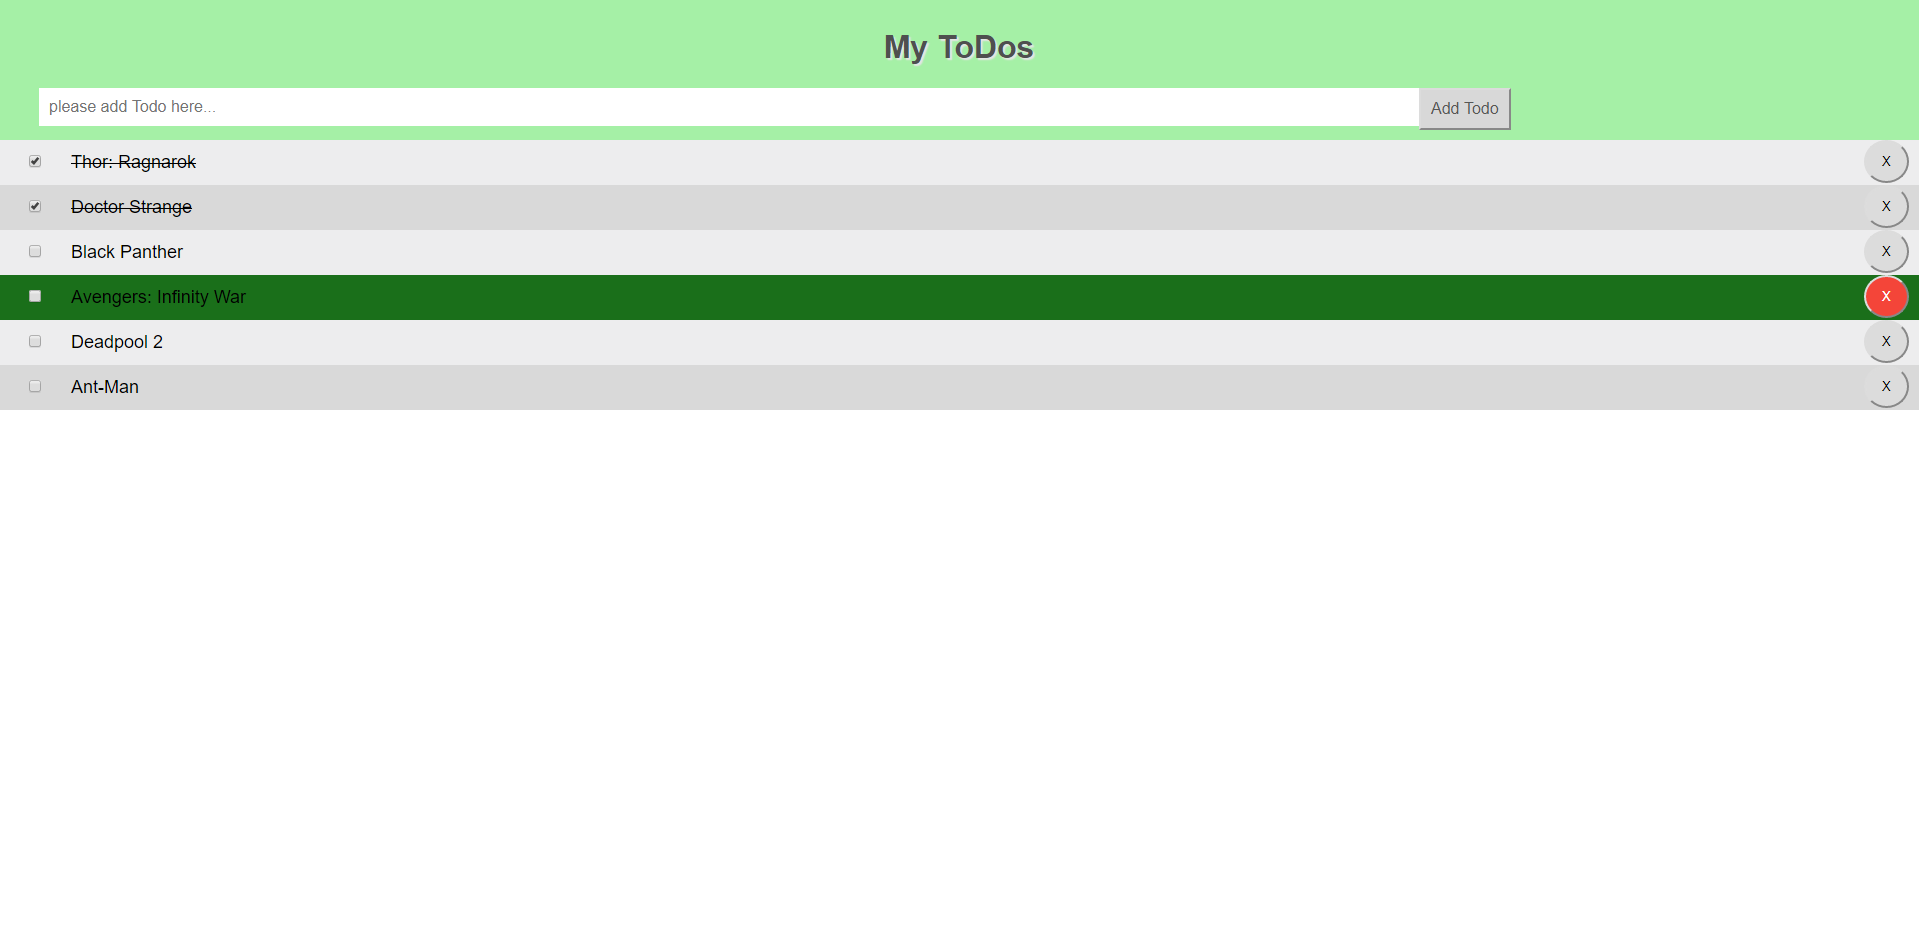 My ToDos
please add Todo here...
Add Todo
Thor: Ragnarok X
Doctor Strange X
Black Panther X
Avengers: Infinity War X
Deadpool 2 X
Ant-Man X